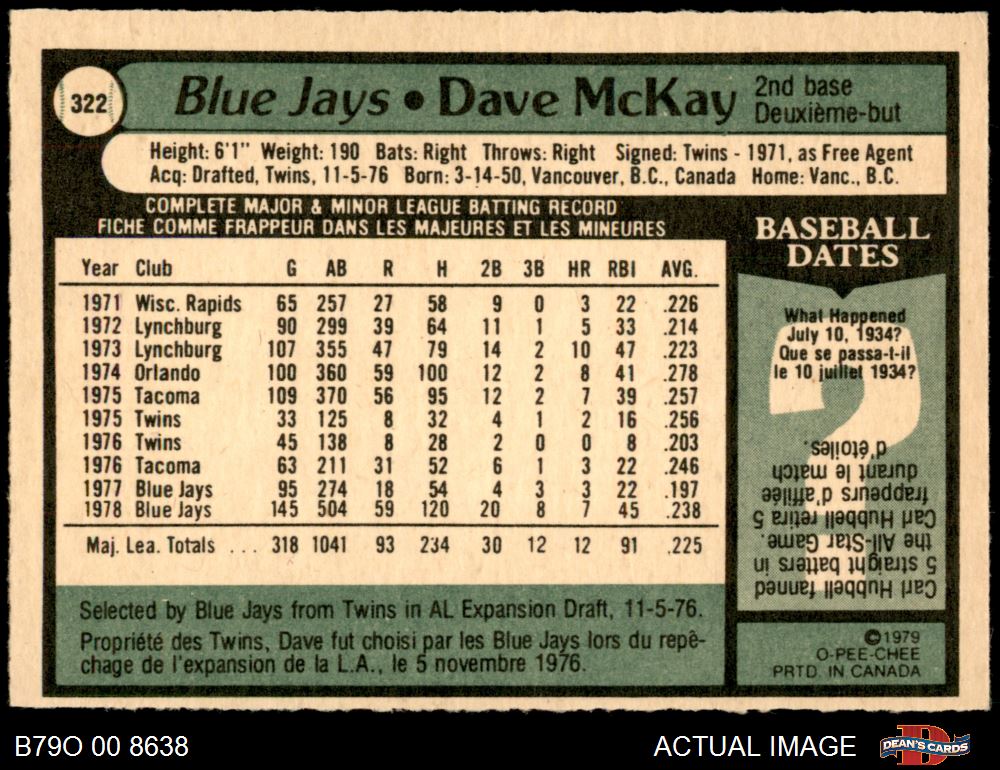 322
Blue Jays • Dave McKay
2nd base
Deuxième-but
Height: 6'1" Weight: 190 Bats: Right Throws: Right Signed: Twins - 1971, as Free Agent
Acq: Drafted, Twins, 11-5-76 Born: 3-14-50, Vancouver, B.C., Canada Home: Vanc., B.C.
COMPLETE MAJOR & MINOR LEAGUE BATTING RECORD
FICHE COMME FRAPPEUR DANS LES MAJEURES ET LES MINEURES
Year Club G AB R H 2B 3B HR RBI AVG.
1971 Wisc. Rapids 65 257 27 58 9 0 3 22 .226
1972 Lynchburg 90 299 39 64 11 1 5 33 .214
1973 Lynchburg 107 355 47 79 14 2 10 47 .223
1974 Orlando 100 360 59 100 12 2 8 41 .278
1975 Tacoma 109 370 56 95 12 2 7 39 .257
1975 Twins 33 125 8 32 4 1 2 16 .256
1976 Twins 45 138 8 28 2 0 0 8 .203
1976 Tacoma 63 211 31 52 6 1 3 22 .246
1977 Blue Jays 95 274 18 54 4 3 3 22 .197
1978 Blue Jays 145 504 59 120 20 8 7 45 .238
Maj. Lea. Totals ... 318 1041 93 234 30 12 12 91 .225
Selected by Blue Jays from Twins in AL Expansion Draft, 11-5-76.
Propriété des Twins, Dave fut choisi par les Blue Jays lors du repê-
chage de l'expansion de la L.A., le 5 novembre 1976.
BASEBALL
DATES
What Happened
July 10, 1934?
Que se passa-t-il
le 10 juillet 1934?
Carl Hubbell fanned
5 straight batters in
the All-Star Game.
Carl Hubbell retira 5
frappeurs d'affilée
durant le match
d'étoiles.
©1979
O-PEE-CHEE
PRTD. IN CANADA
B79O 00 8638
ACTUAL IMAGE
DEAN'S CARDS